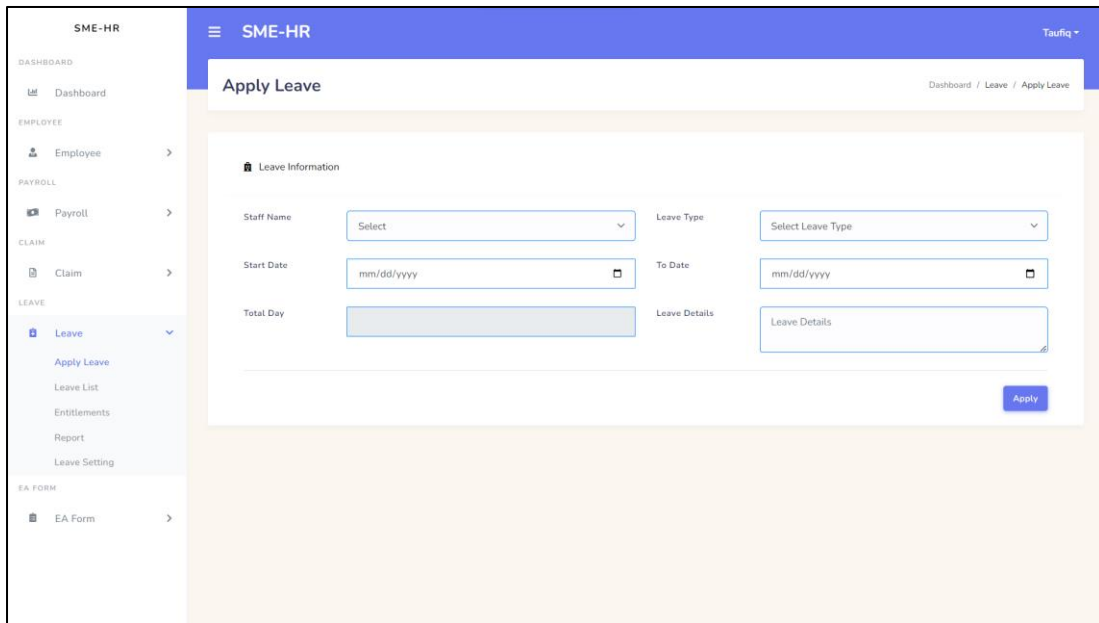 SME-HR
DASHBOARD
Dashboard
EMPLOYEE
Employee
PAYROLL
Payroll
CLAIM
Claim
LEAVE
Leave
Apply Leave
Leave List
Entitlements
Report
Leave Setting
EA FORM
EA Form
SME-HR
Taufiq
Apply Leave
Dashboard / Leave / Apply Leave
Leave Information
Staff Name
Select
Leave Type
Select Leave Type
Start Date
mm/dd/yyyy
To Date
mm/dd/yyyy
Total Day
Leave Details
Leave Details
Apply